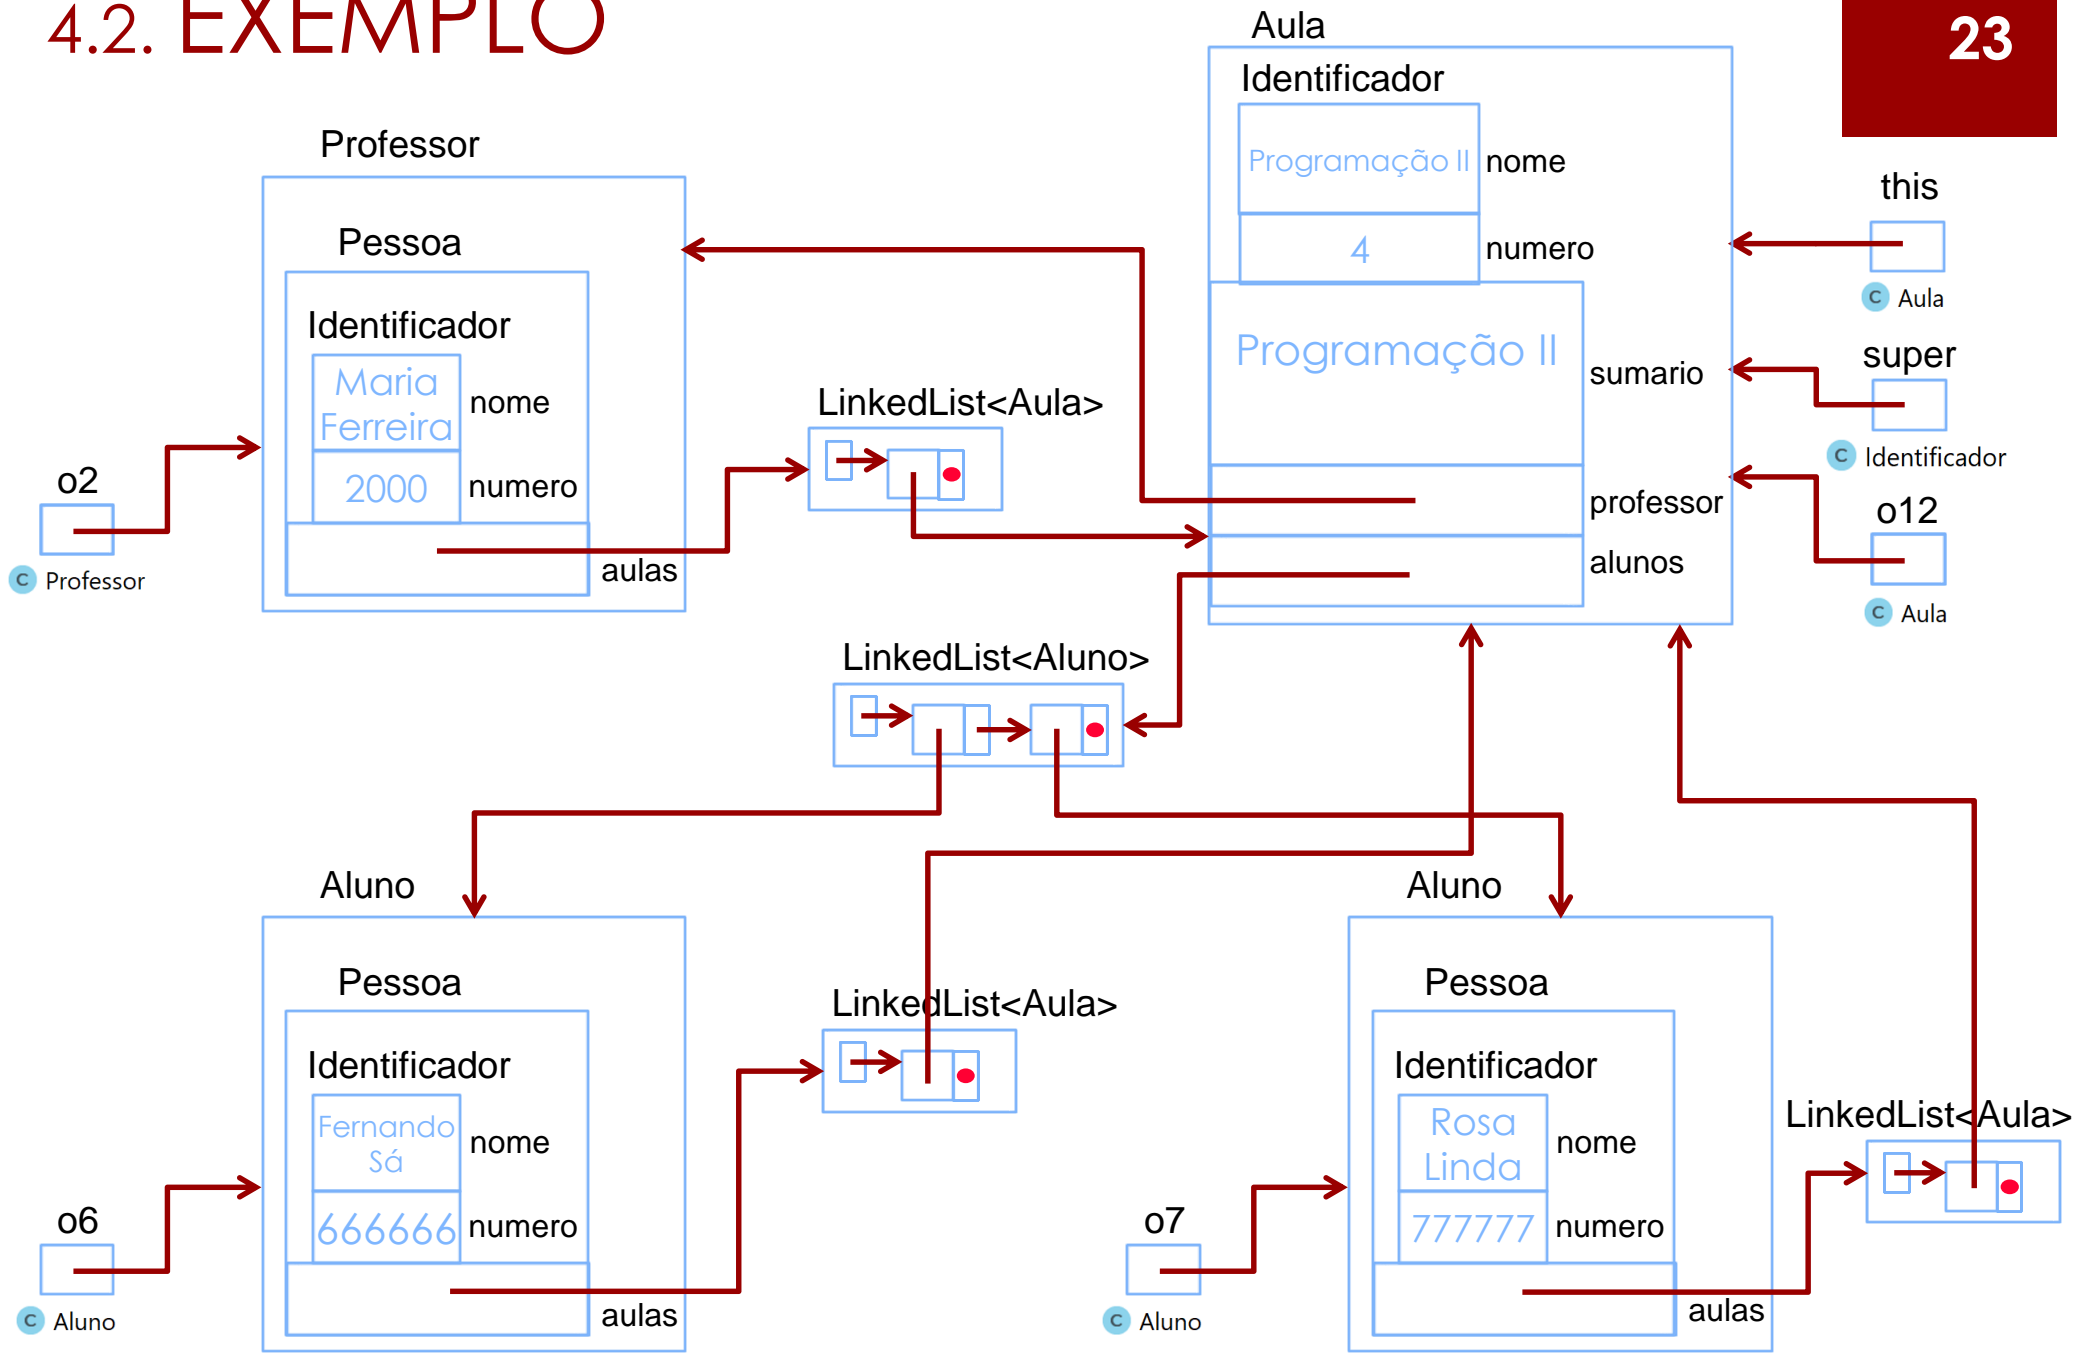 4.2. EXEMPLO
23
Aula
Identificador
Programação II
nome
4
numero
Programação II
sumario
professor
alunos
this
C Aula
super
C Identificador
o12
C Aula
Professor
Pessoa
Identificador
Maria
Ferreira
nome
2000
numero
aulas
o2
C Professor
LinkedList<Aula>
LinkedList<Aluno>
Aluno
Pessoa
Identificador
Fernando
Sá
nome
666666
numero
aulas
o6
C Aluno
LinkedList<Aula>
Aluno
Pessoa
Identificador
Rosa
Linda
nome
777777
numero
aulas
o7
C Aluno
LinkedList<Aula>